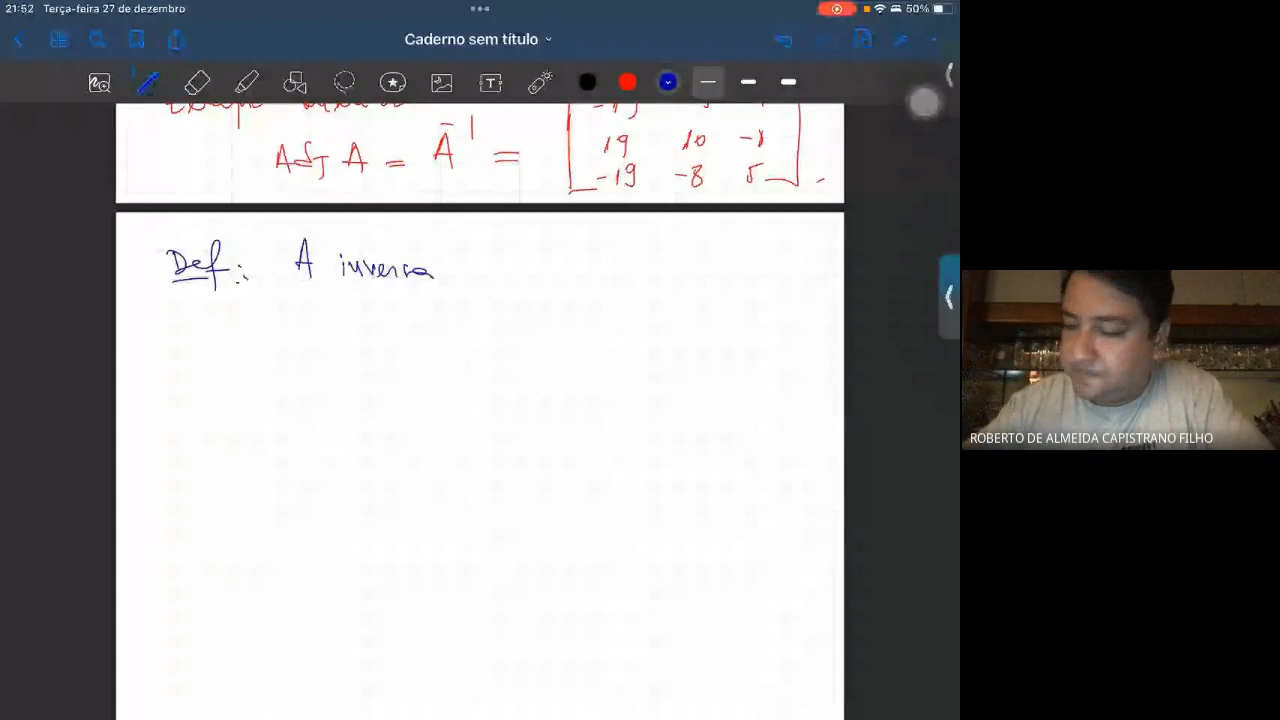 21:52 Terça-feira 27 de dezembro
50%
Caderno sem título
Adj A = A⁻¹ =
19 10 -1
-19 -8 5
Def.: A inversa
ROBERTO DE ALMEIDA CAPISTRANO FILHO